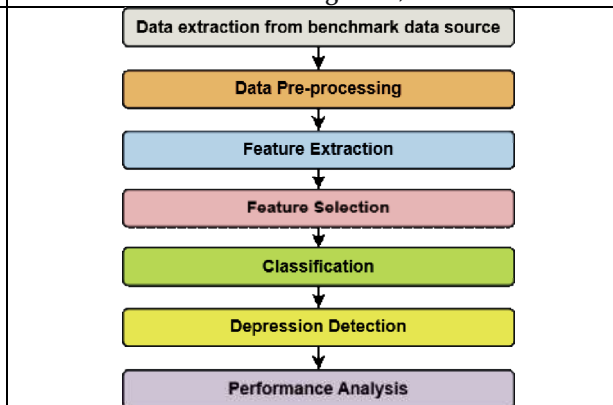 Data extraction from benchmark data source
Data Pre-processing
Feature Extraction
Feature Selection
Classification
Depression Detection
Performance Analysis